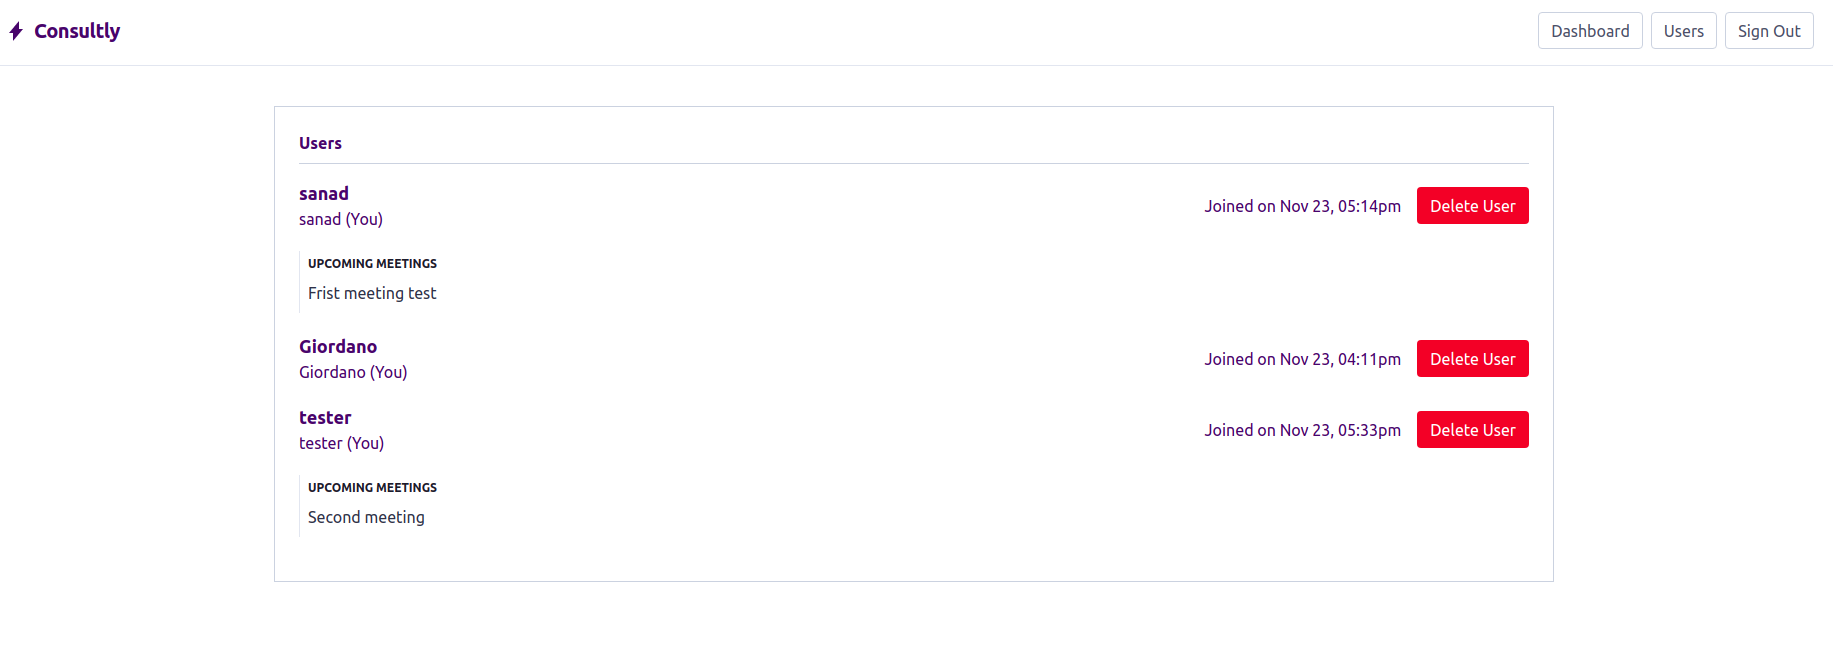 Consultly
Dashboard Users Sign Out
Users
sanad
sanad (You)
Joined on Nov 23, 05:14pm Delete User
UPCOMING MEETINGS
Frist meeting test
Giordano
Giordano (You)
Joined on Nov 23, 04:11pm Delete User
tester
tester (You)
Joined on Nov 23, 05:33pm Delete User
UPCOMING MEETINGS
Second meeting